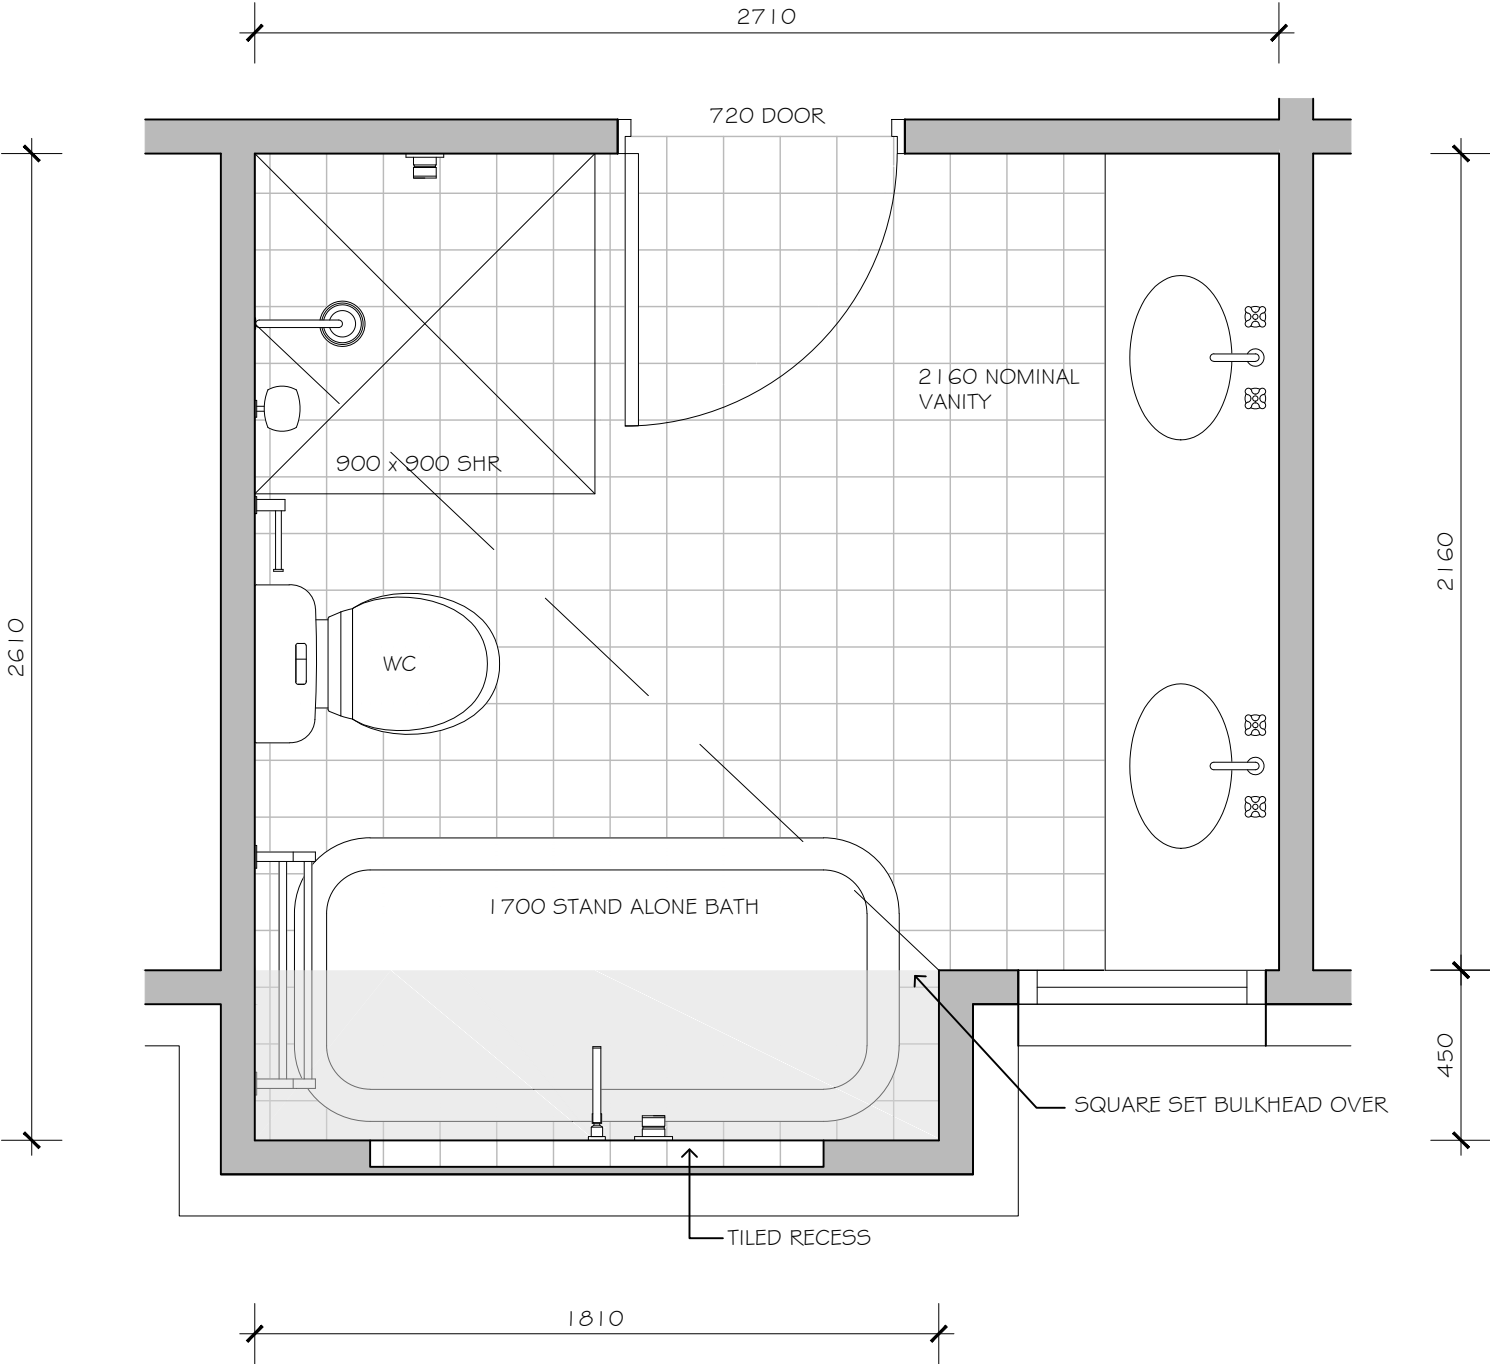 2710
720 DOOR
2160 NOMINAL
VANITY
900 x 900 SHR
2160
2610
WC
1700 STAND ALONE BATH
450
SQUARE SET BULKHEAD OVER
TILED RECESS
1810